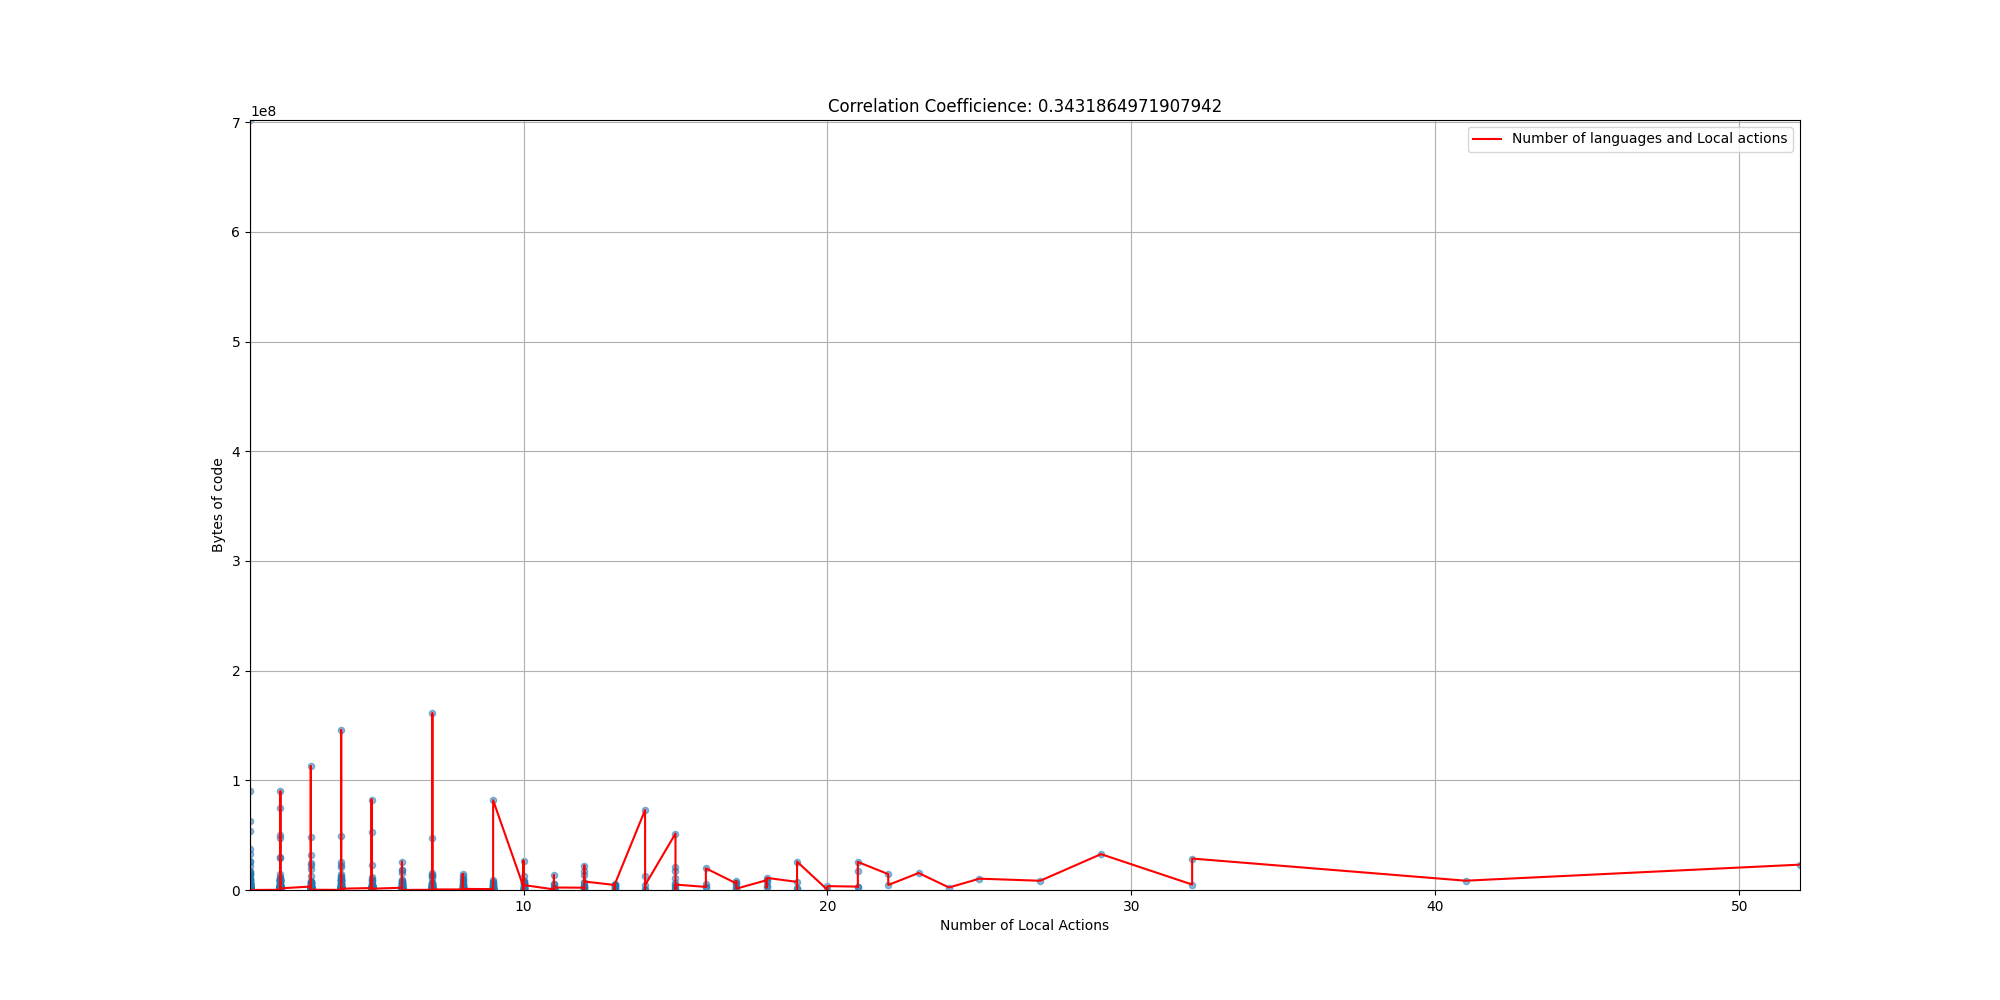 Correlation Coefficience: 0.3431864971907942
1e8
Number of languages and Local actions
7
6
5
4
3
2
1
0
Bytes of code
10 20 30 40 50
Number of Local Actions